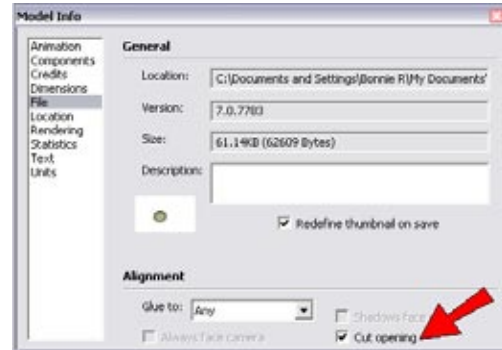 Model Info
Animation
Components
Credits
Dimensions
File
Location
Rendering
Statistics
Text
Units
General
Location: C:\Documents and Settings\Bonnie R\My Documents\
Version: 7.0.7783
Size: 61.14KB (62609 Bytes)
Description:
Redefine thumbnail on save
Alignment
Glue to: Any
Shadows face
Always face camera
Cut opening